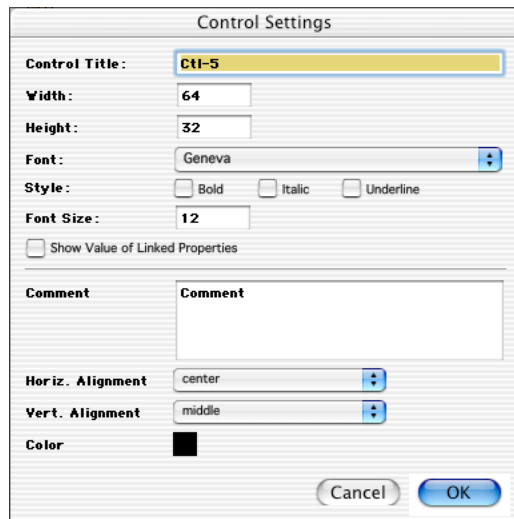 Control Settings
Control Title: Ctl-5
Width: 64
Height: 32
Font: Geneva
Style: Bold Italic Underline
Font Size: 12
Show Value of Linked Properties
Comment Comment
Horiz. Alignment center
Vert. Alignment middle
Color
Cancel OK